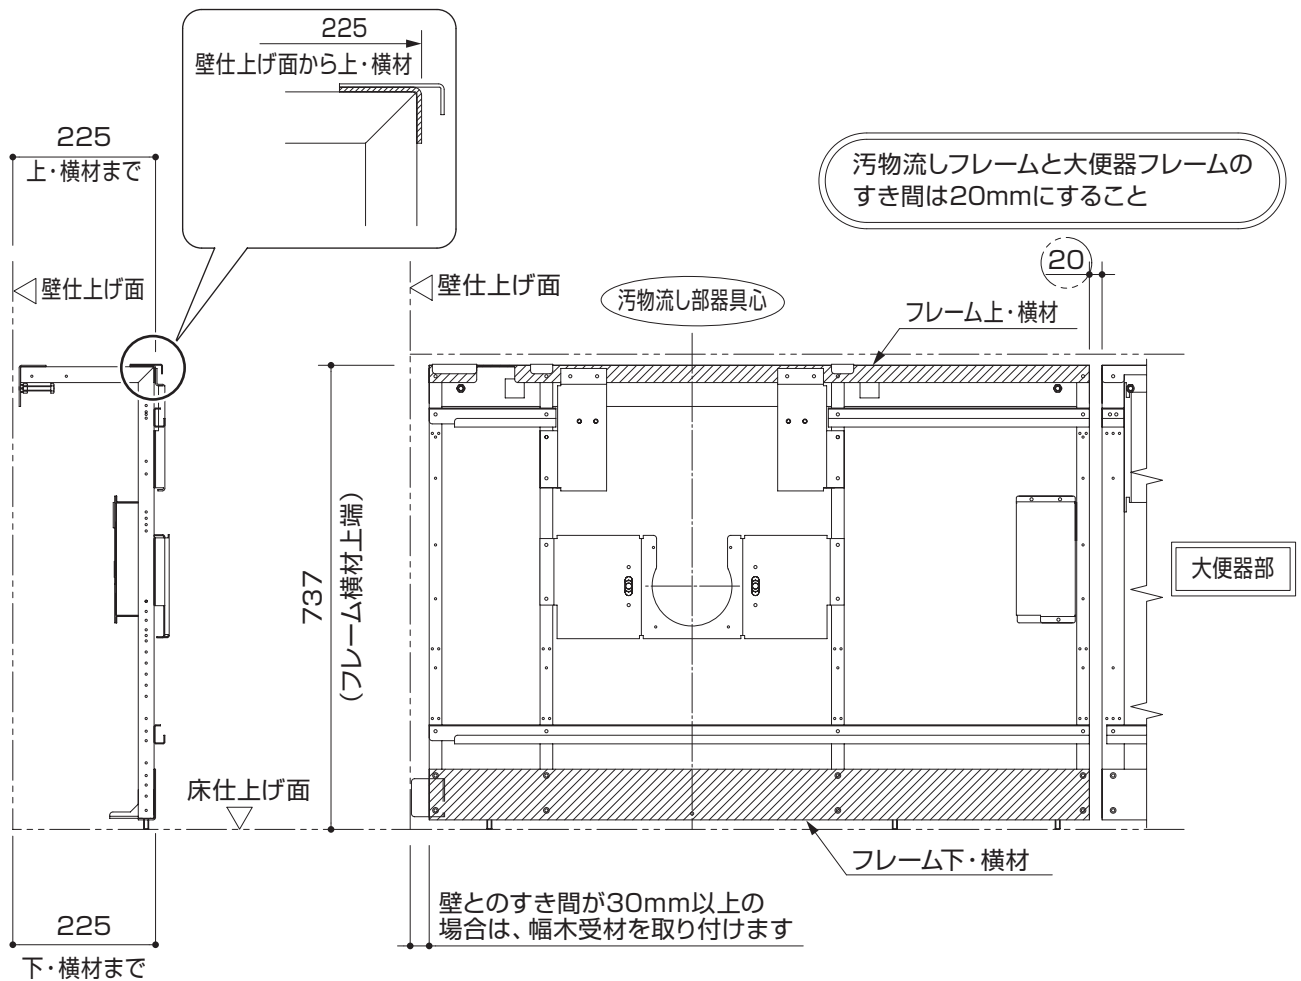 225
壁仕上げ面から上・横材
225
上・横材まで
汚物流しフレームと大便器フレームの
すき間は20mmにすること
20
壁仕上げ面
壁仕上げ面
汚物流し部器具心
フレーム上・横材
737
(フレーム横材上端)
大便器部
床仕上げ面
フレーム下・横材
225
下・横材まで
壁とのすき間が30mm以上の
場合は、幅木受材を取り付けます